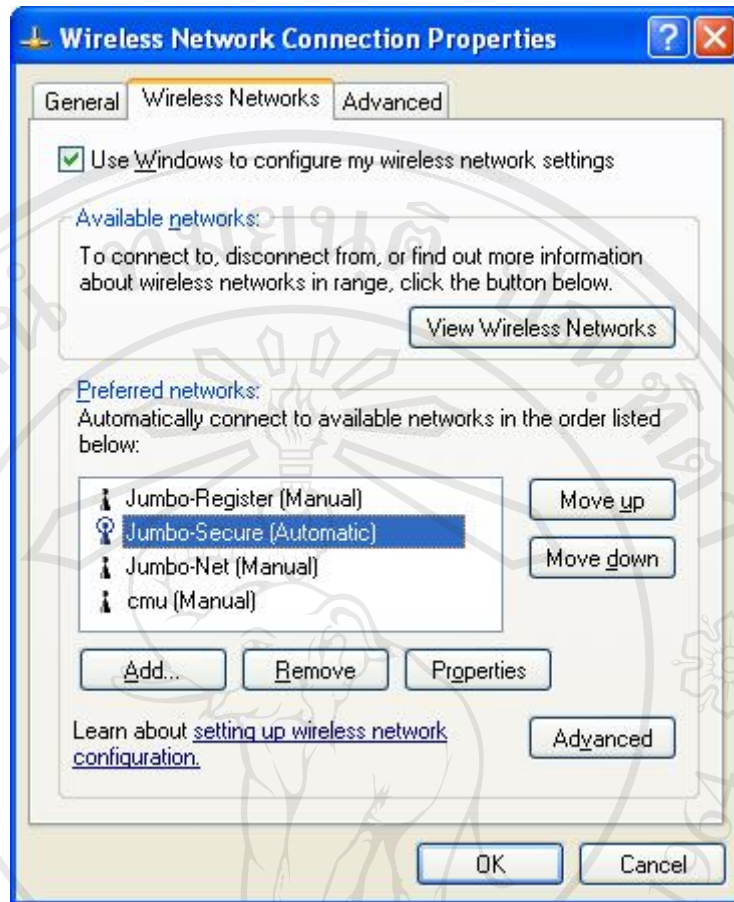 Wireless Network Connection Properties
General
Wireless Networks
Advanced
Use Windows to configure my wireless network settings
Available networks:
To connect to, disconnect from, or find out more information
about wireless networks in range, click the button below.
View Wireless Networks
Preferred networks:
Automatically connect to available networks in the order listed
below:
Jumbo-Register (Manual)
Jumbo-Secure (Automatic)
Jumbo-Net (Manual)
cmu (Manual)
Move up
Move down
Add...
Remove
Properties
Learn about setting up wireless network
configuration.
Advanced
OK
Cancel